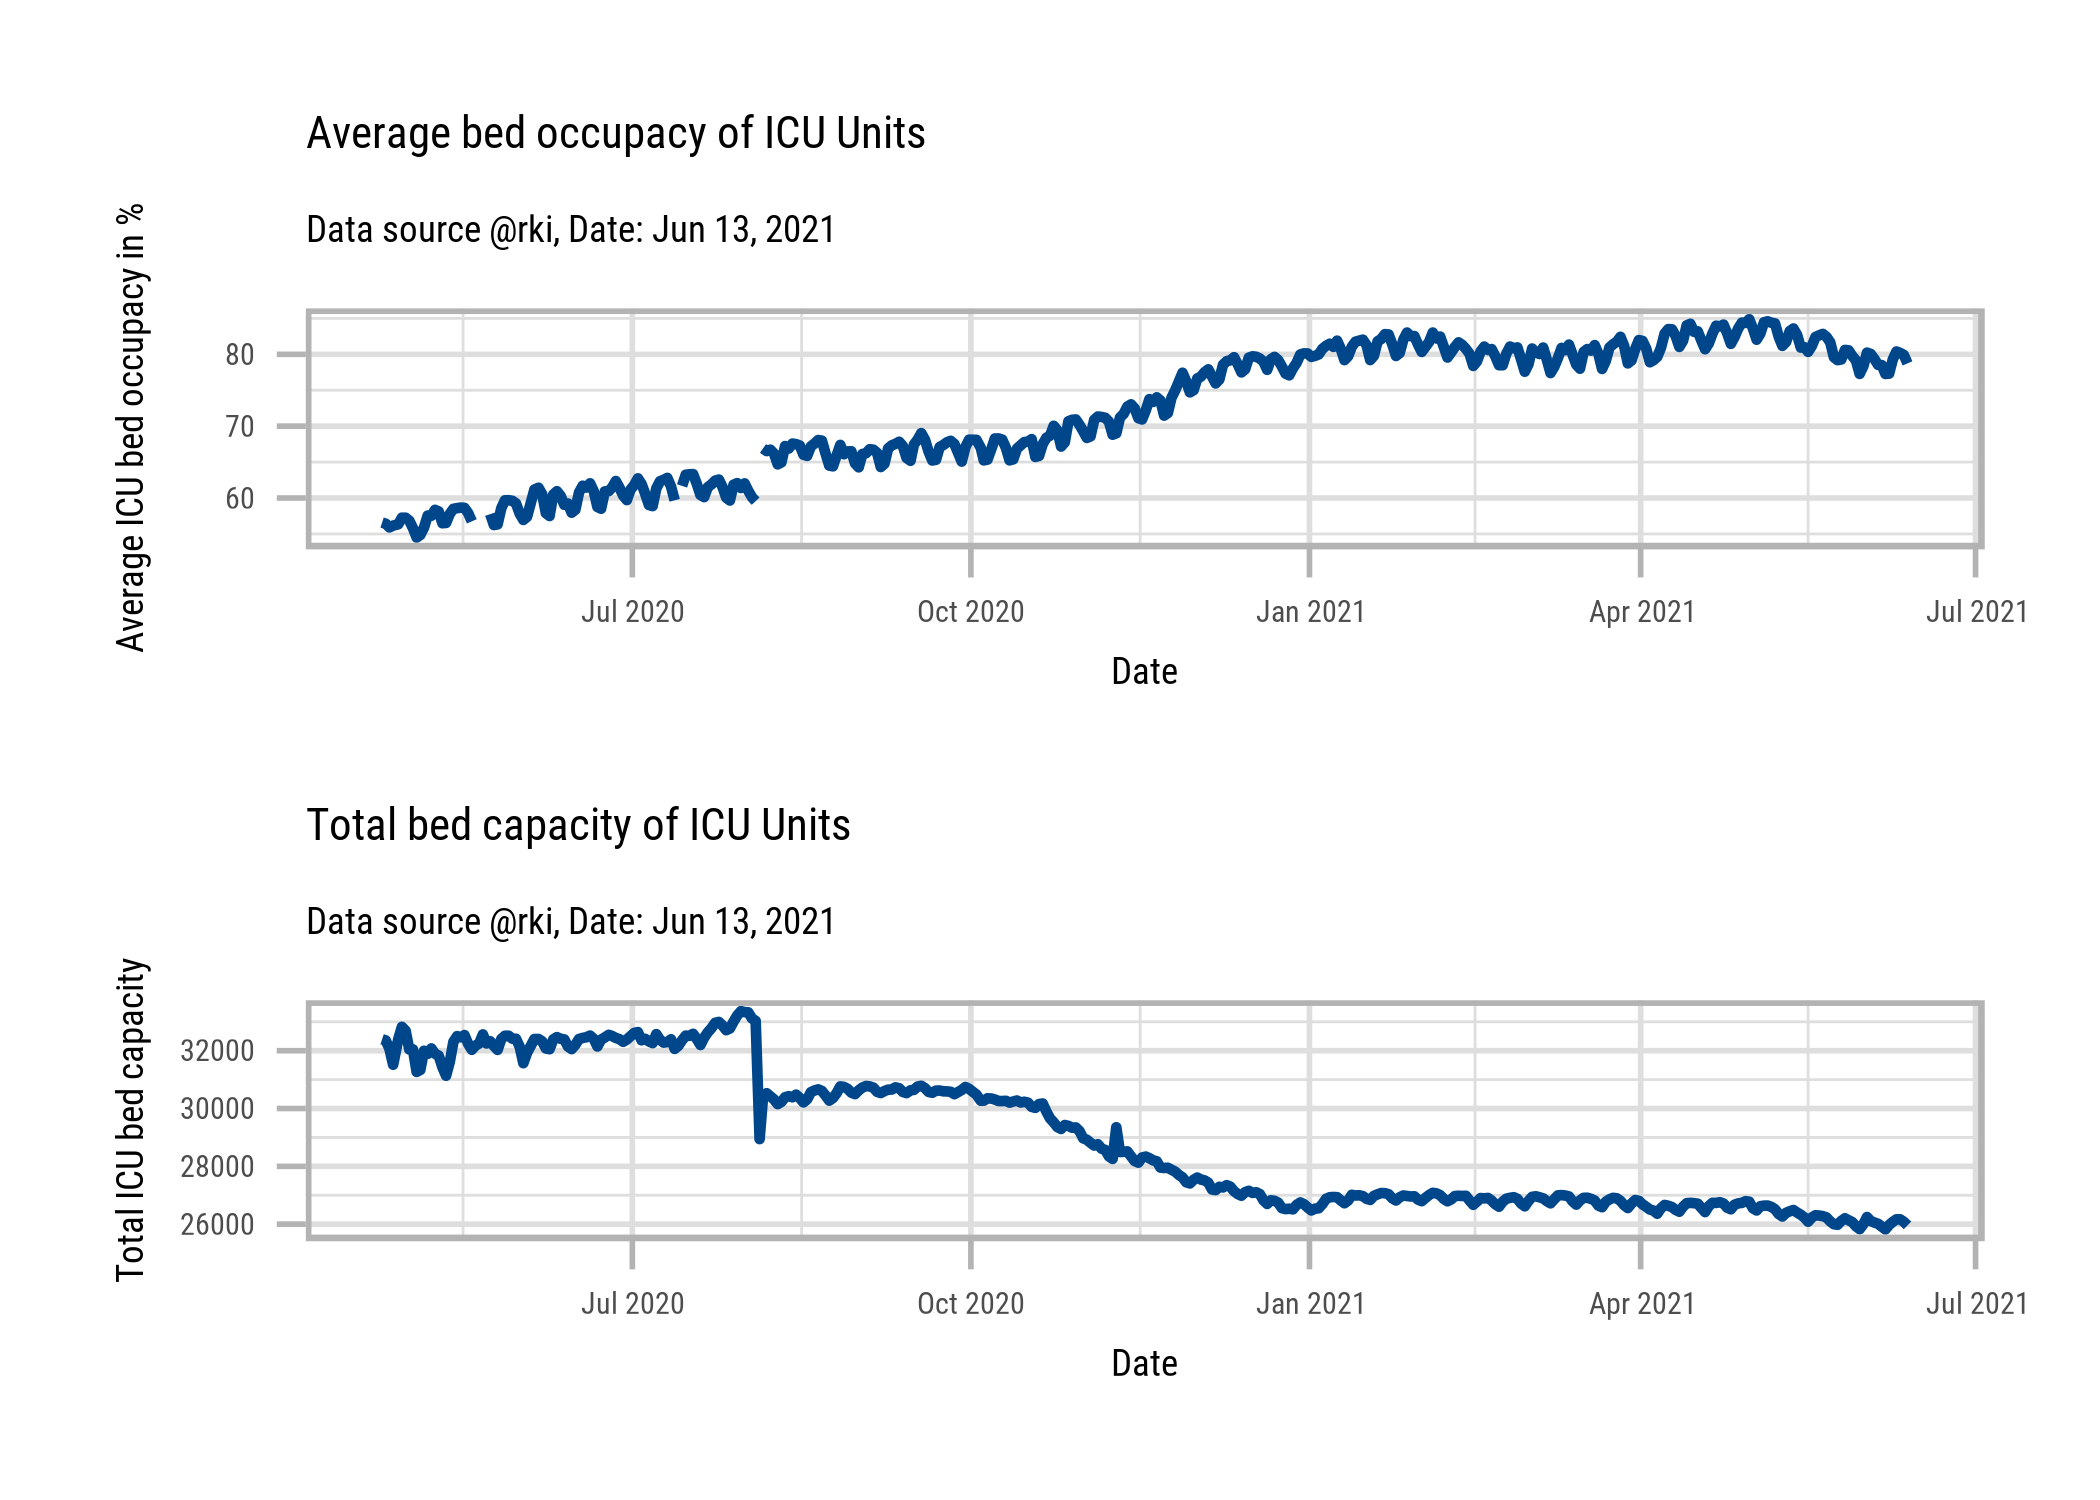 Average bed occupacy of ICU Units
Data source @rki, Date: Jun 13, 2021
Average ICU bed occupacy in %
80
70
60
Jul 2020
Oct 2020
Jan 2021
Apr 2021
Jul 2021
Date
Total bed capacity of ICU Units
Data source @rki, Date: Jun 13, 2021
Total ICU bed capacity
32000
30000
28000
26000
Jul 2020
Oct 2020
Jan 2021
Apr 2021
Jul 2021
Date